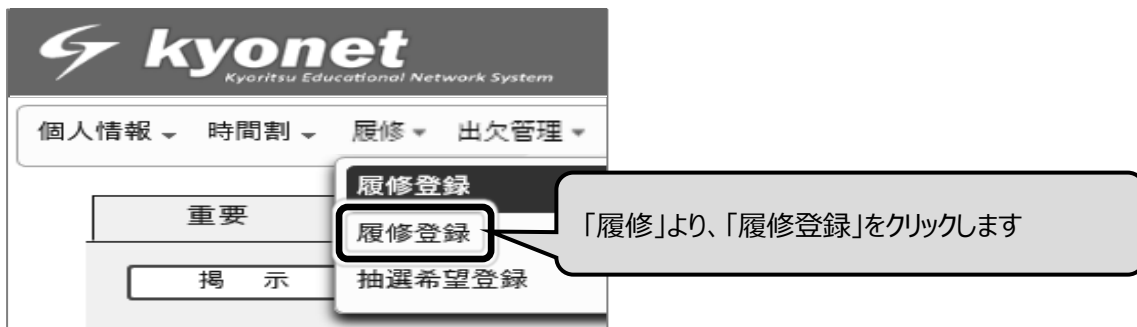 kyonet
Kyoritsu Educational Network System
個人情報 時間割 履修 出欠管理
履修登録
重要
履修登録
「履修」より、「履修登録」をクリックします
掲 示
抽選希望登録